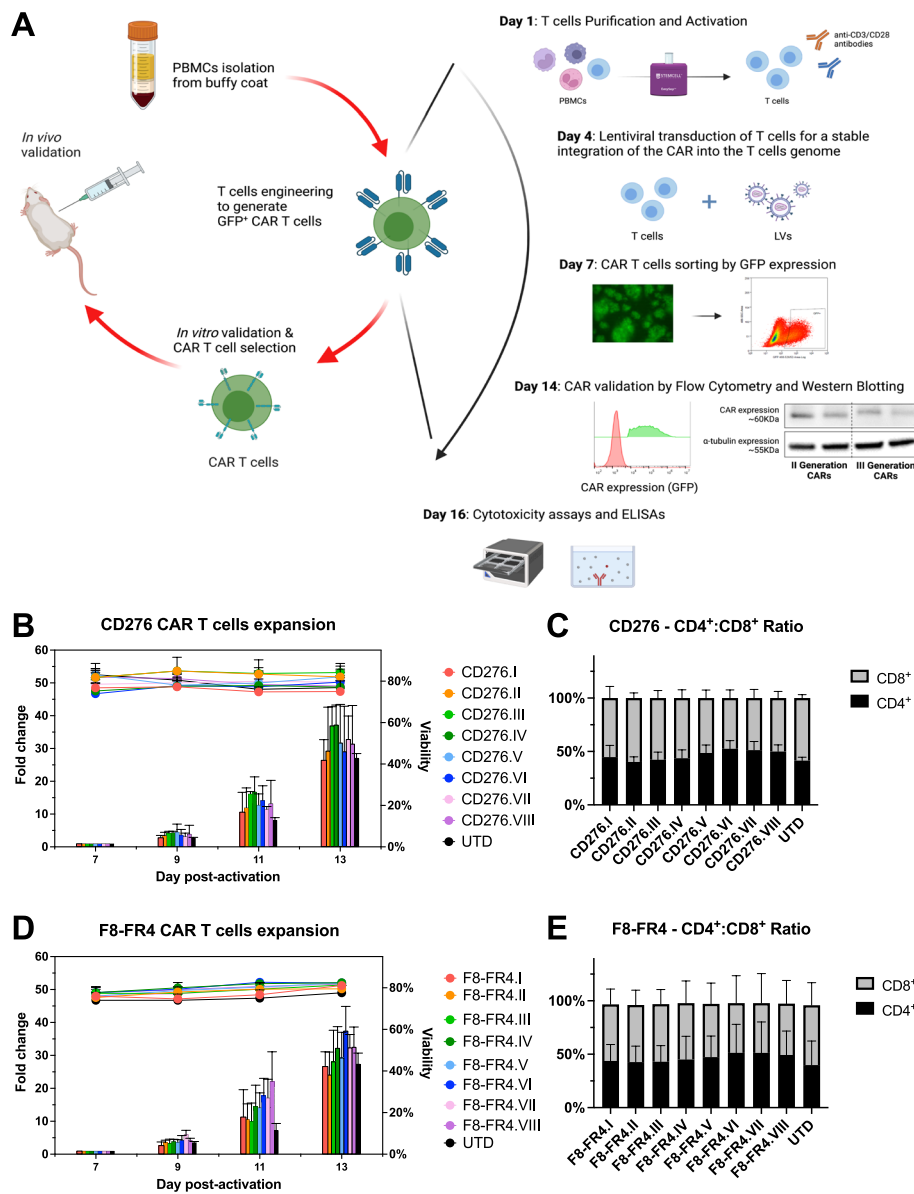 A
PBMCs isolation
from buffy coat
In vivo
validation
T cells engineering
to generate
GFP⁺ CAR T cells
In vitro validation &
CAR T cell selection
CAR T cells
Day 1: T cells Purification and Activation
anti-CD3/CD28
antibodies
STEMCELL
PBMCs
T cells
Day 4: Lentiviral transduction of T cells for a stable
integration of the CAR into the T cells genome
T cells
+
LVs
Day 7: CAR T cells sorting by GFP expression
Day 14: CAR validation by Flow Cytometry and Western Blotting
CAR expression
~60KDa
α-tubulin expression
~55KDa
II Generation
CARs
III Generation
CARs
CAR expression (GFP)
Day 16: Cytotoxicity assays and ELISAs
B
CD276 CAR T cells expansion
Fold change
60
50
40
30
20
10
0
80%
60%
40%
20%
0%
Viability
7
9
11
13
Day post-activation
CD276.I
CD276.II
CD276.III
CD276.IV
CD276.V
CD276.VI
CD276.VII
CD276.VIII
UTD
C
CD276 - CD4⁺:CD8⁺ Ratio
100%
50%
0%
CD8⁺
CD4⁺
CD276.I
CD276.II
CD276.III
CD276.IV
CD276.V
CD276.VI
CD276.VII
CD276.VIII
UTD
D
F8-FR4 CAR T cells expansion
Fold change
60
50
40
30
20
10
0
80%
60%
40%
20%
0%
Viability
7
9
11
13
Day post-activation
F8-FR4.I
F8-FR4.II
F8-FR4.III
F8-FR4.IV
F8-FR4.V
F8-FR4.VI
F8-FR4.VII
F8-FR4.VIII
UTD
E
F8-FR4 - CD4⁺:CD8⁺ Ratio
100%
50%
0%
CD8⁺
CD4⁺
F8-FR4.I
F8-FR4.II
F8-FR4.III
F8-FR4.IV
F8-FR4.V
F8-FR4.VI
F8-FR4.VII
F8-FR4.VIII
UTD